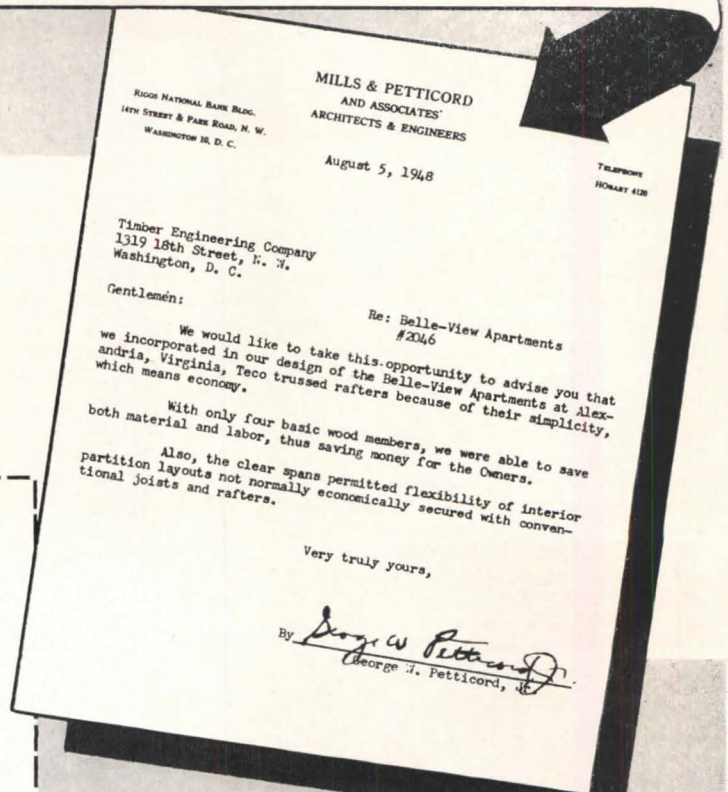 MILLS & PETTICORD
AND ASSOCIATES
ARCHITECTS & ENGINEERS
RIGGS NATIONAL BANK BLDG.
14TH STREET & PARK ROAD, N. W.
WASHINGTON 10, D. C.
TELEPHONE
HOBART 4120
August 5, 1948
Timber Engineering Company
1319 18th Street, N. W.
Washington, D. C.
Gentlemen:
Re: Belle-View Apartments
#2046
We would like to take this opportunity to advise you that
we incorporated in our design of the Belle-View Apartments at Alex-
andria, Virginia, Teco trussed rafters because of their simplicity,
which means economy.
With only four basic wood members, we were able to save
both material and labor, thus saving money for the Owners.
Also, the clear spans permitted flexibility of interior
partition layouts not normally economically secured with conven-
tional joists and rafters.
Very truly yours,
By George W Petticord Jr.
George W. Petticord, Jr.